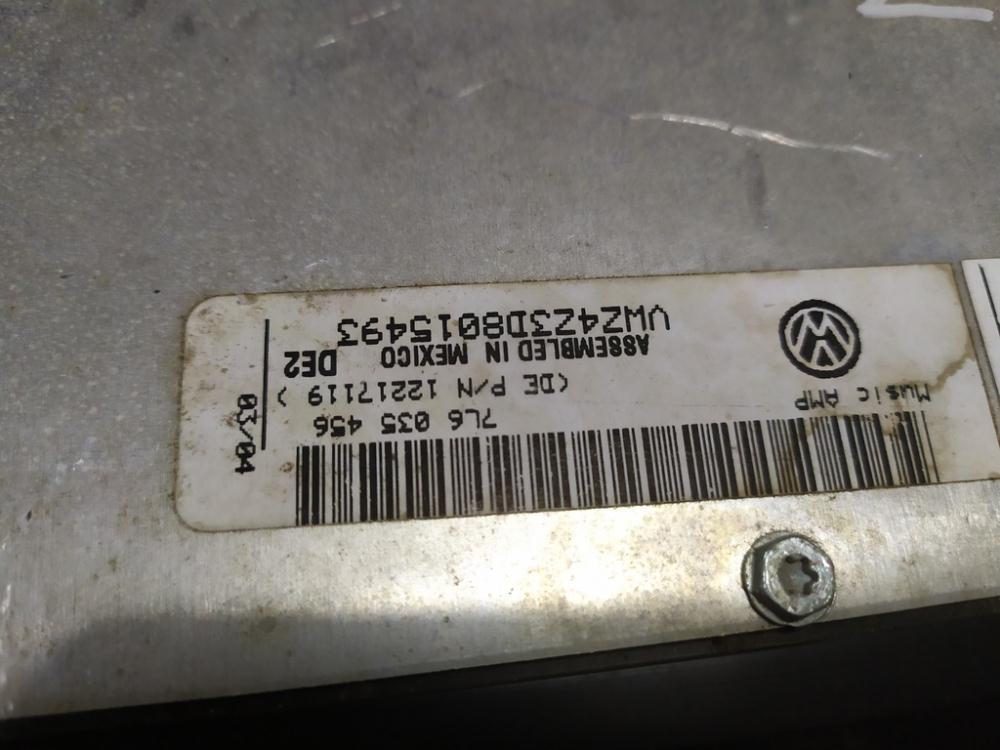 Music AMP
7L6 035 456
(DE P/N 12217119 )
ASSEMBLED IN MEXICO DE2
VWZ4Z3D8015493
03/04